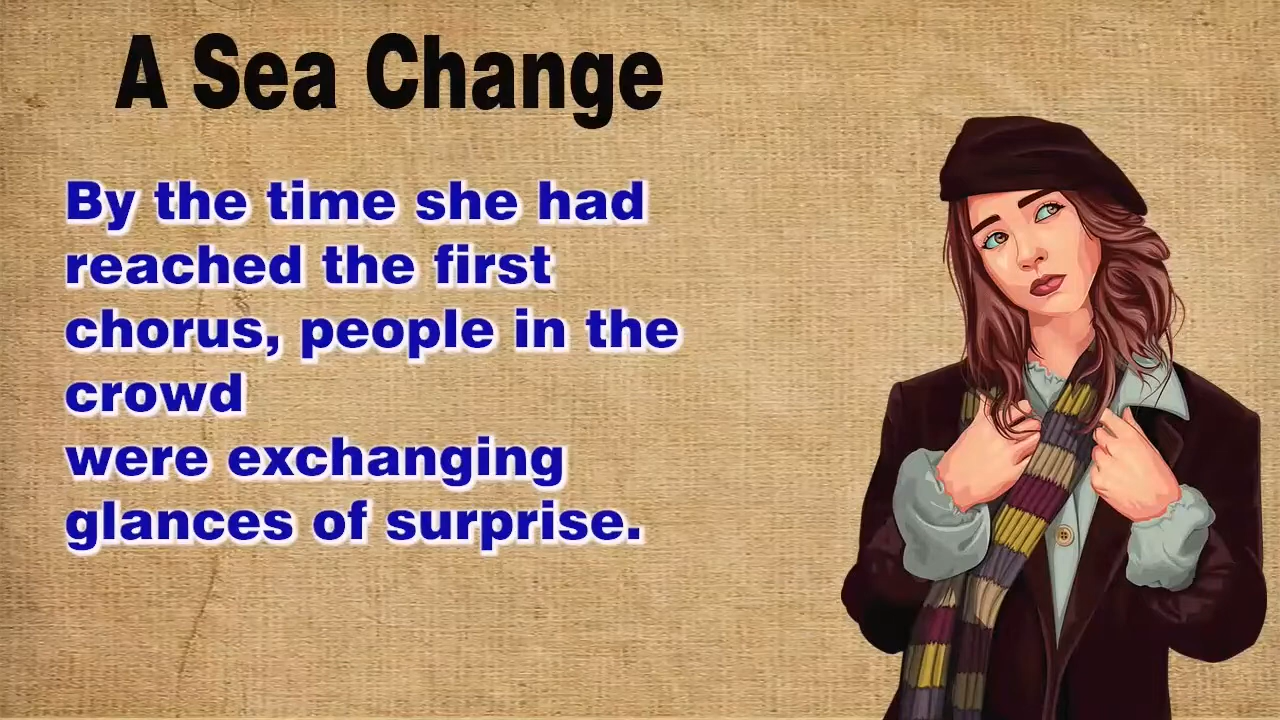 A Sea Change
By the time she had
reached the first
chorus, people in the
crowd
were exchanging
glances of surprise.